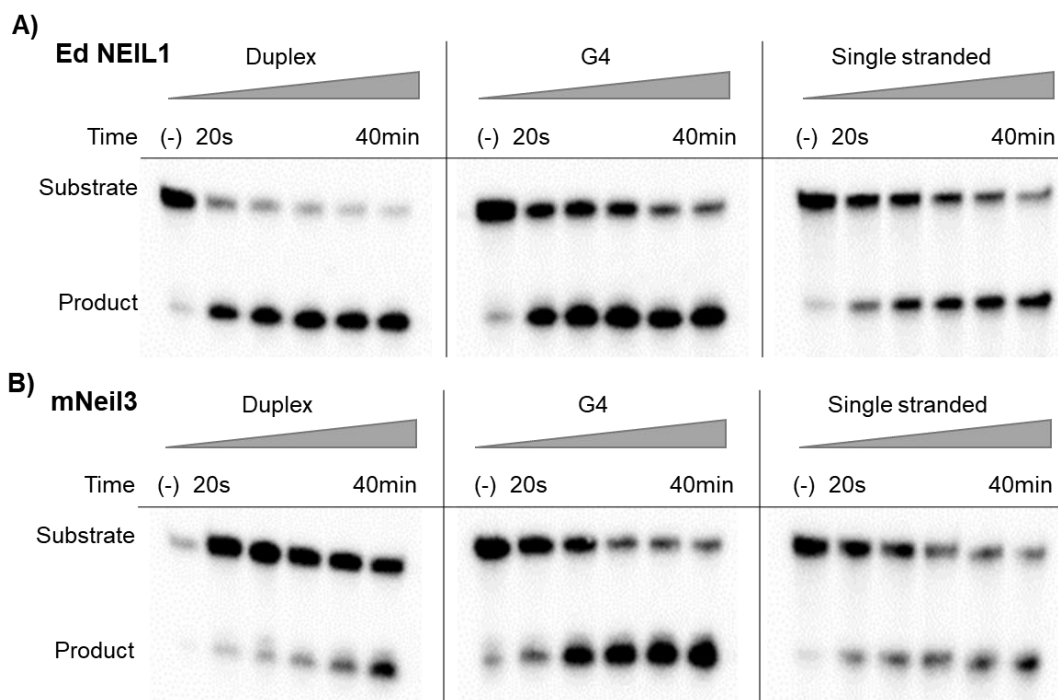 A)
Ed NEIL1
Duplex G4 Single stranded
Time (-) 20s 40min (-) 20s 40min (-) 20s 40min
Substrate
Product
B)
mNeil3
Duplex G4 Single stranded
Time (-) 20s 40min (-) 20s 40min (-) 20s 40min
Substrate
Product